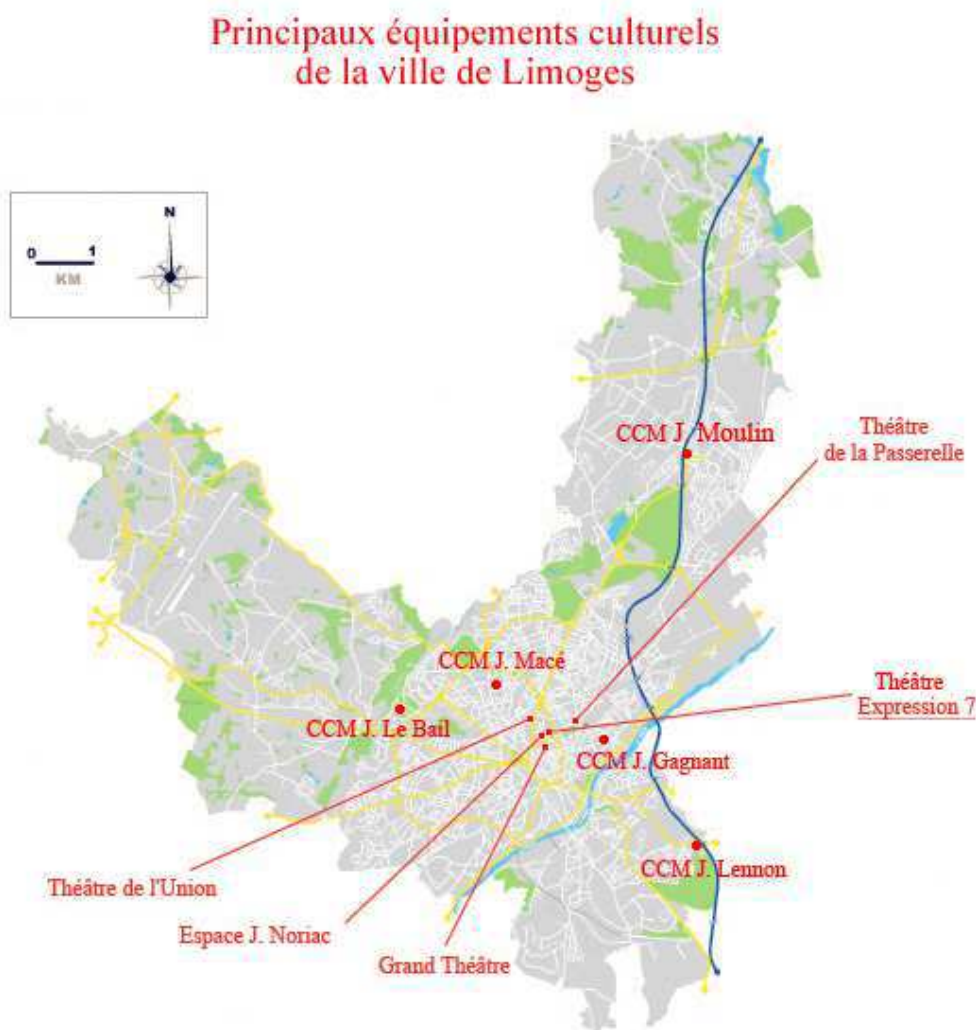 Principaux équipements culturels
de la ville de Limoges
N
0 1
KM
CCM J. Moulin
Théâtre
de la Passerelle
CCM J. Macé
Théâtre
Expression 7
CCM J. Le Bail
CCM J. Gagnant
CCM J. Lennon
Théâtre de l'Union
Espace J. Noriac
Grand Théâtre